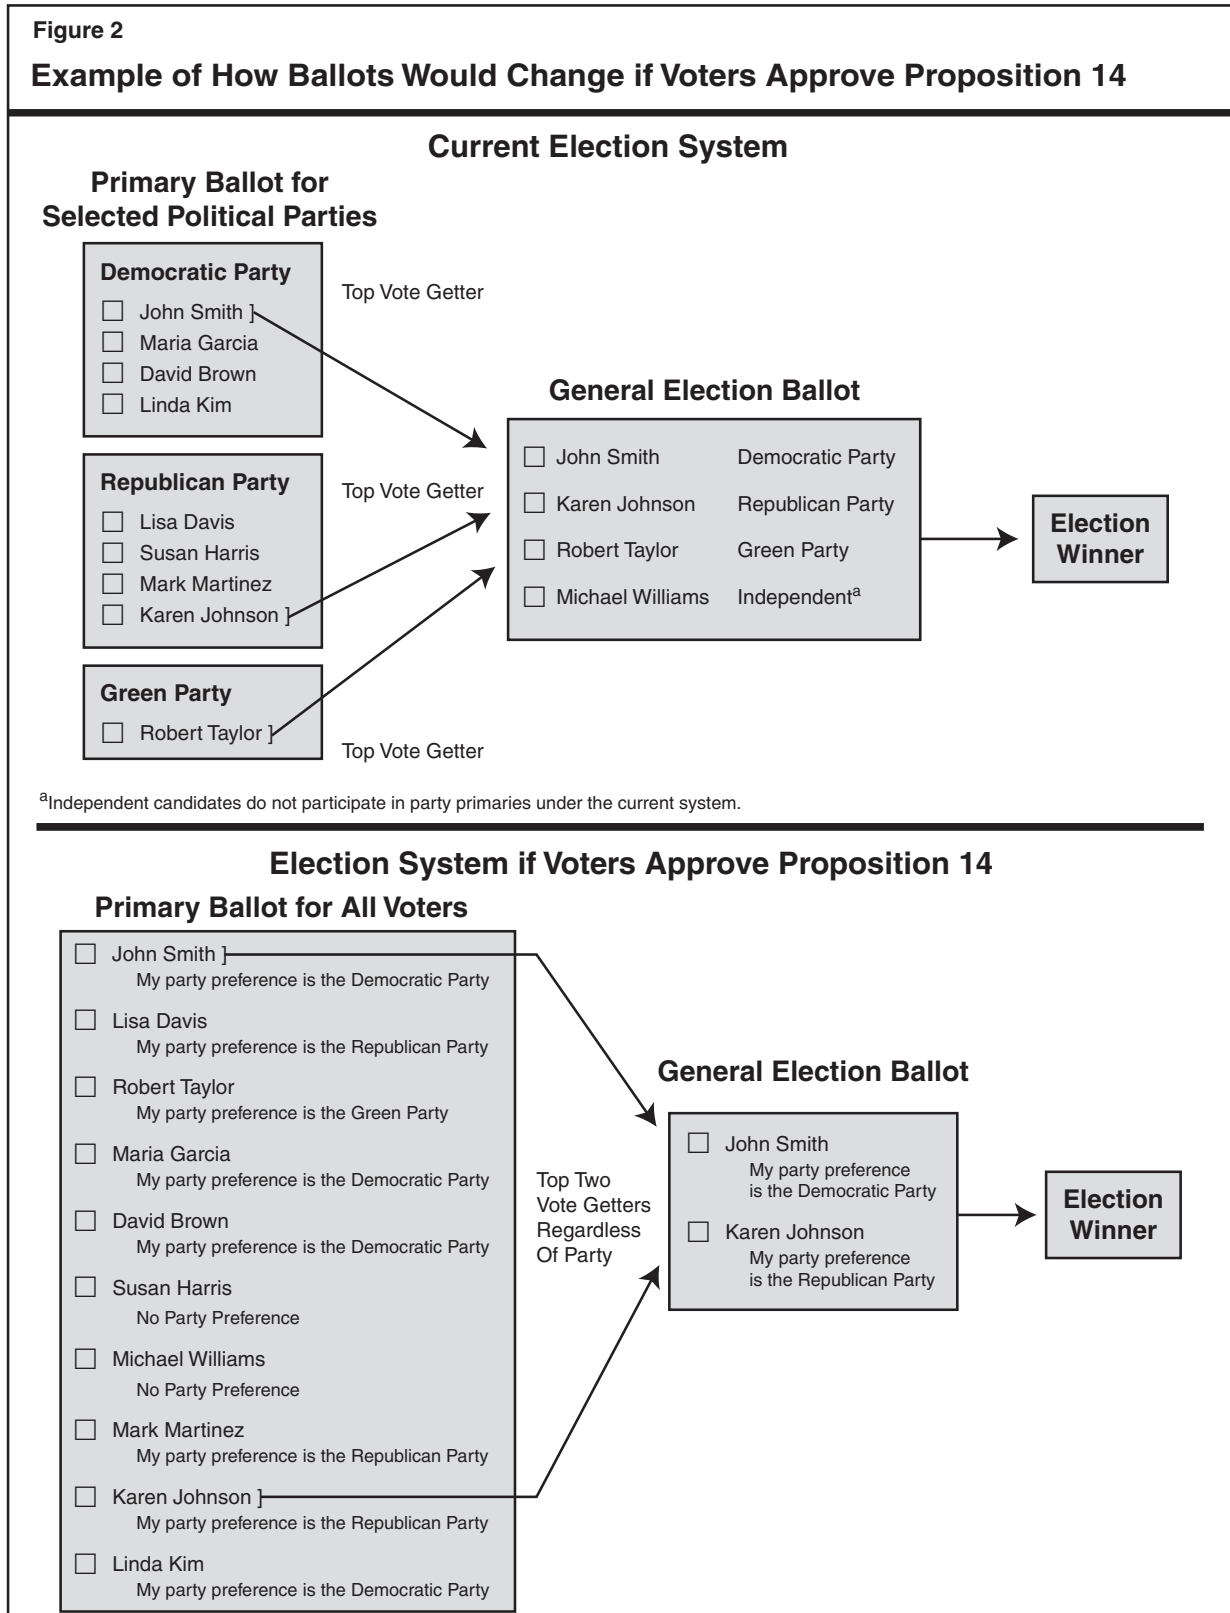 Figure 2
Example of How Ballots Would Change if Voters Approve Proposition 14
Current Election System
Primary Ballot for
Selected Political Parties
Democratic Party
John Smith ]
Maria Garcia
David Brown
Linda Kim
Top Vote Getter
Republican Party
Lisa Davis
Susan Harris
Mark Martinez
Karen Johnson ]
Top Vote Getter
Green Party
Robert Taylor ]
Top Vote Getter
General Election Ballot
John Smith Democratic Party
Karen Johnson Republican Party
Robert Taylor Green Party
Michael Williams Independentᵃ
Election
Winner
ᵃIndependent candidates do not participate in party primaries under the current system.
Election System if Voters Approve Proposition 14
Primary Ballot for All Voters
John Smith ]
My party preference is the Democratic Party
Lisa Davis
My party preference is the Republican Party
Robert Taylor
My party preference is the Green Party
Maria Garcia
My party preference is the Democratic Party
David Brown
My party preference is the Democratic Party
Susan Harris
No Party Preference
Michael Williams
No Party Preference
Mark Martinez
My party preference is the Republican Party
Karen Johnson ]
My party preference is the Republican Party
Linda Kim
My party preference is the Democratic Party
Top Two
Vote Getters
Regardless
Of Party
General Election Ballot
John Smith
My party preference
is the Democratic Party
Karen Johnson
My party preference
is the Republican Party
Election
Winner